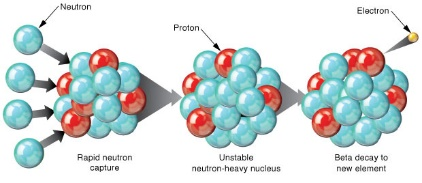 Neutron
Proton
Electron
Rapid neutron
capture
Unstable
neutron-heavy nucleus
Beta decay to
new element